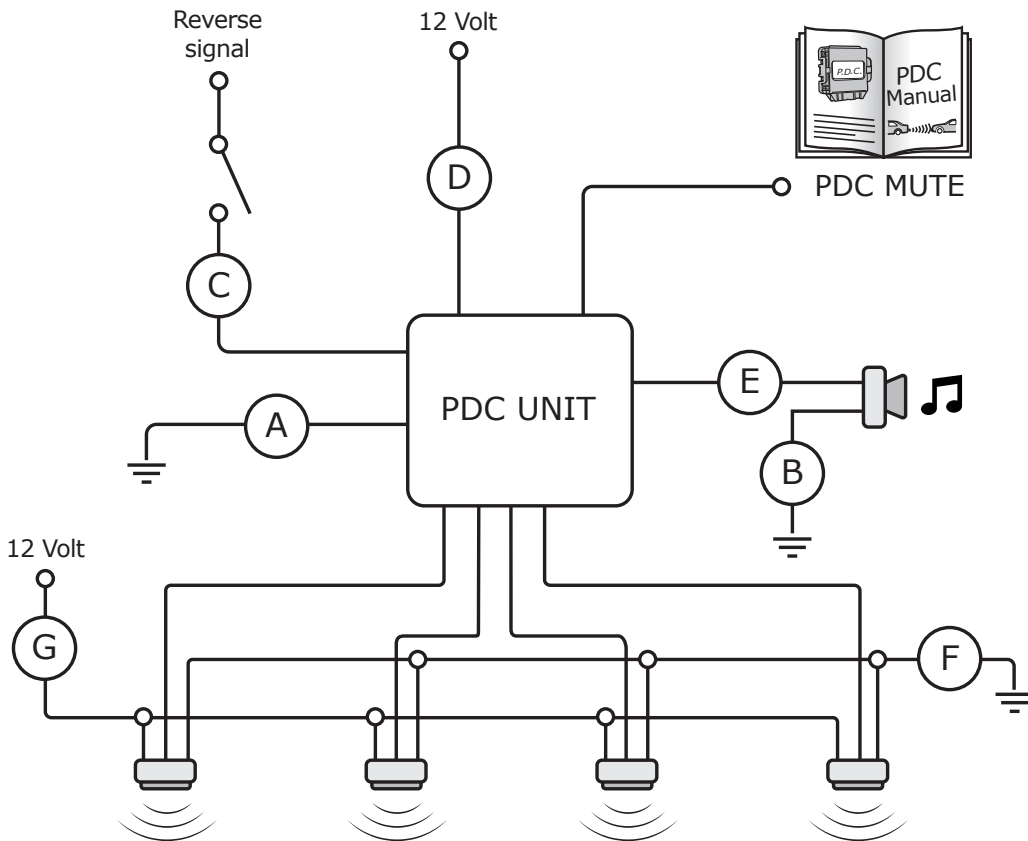 Reverse
signal
12 Volt
P.D.C.
PDC
Manual
D
PDC MUTE
C
E
PDC UNIT
A
B
12 Volt
G
F